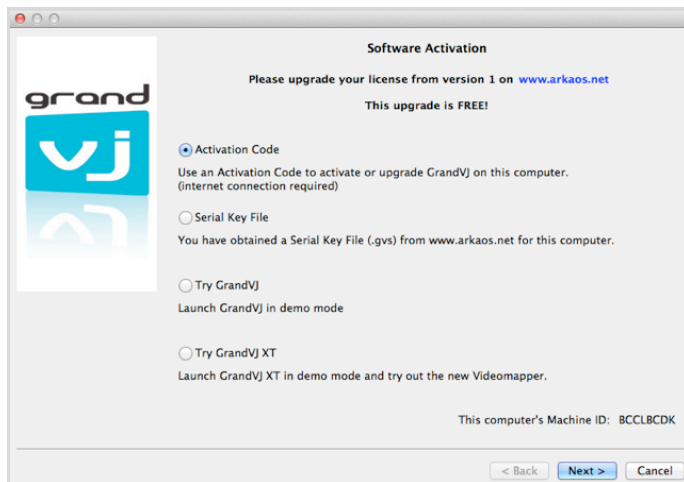 Software Activation
Please upgrade your license from version 1 on www.arkaos.net
This upgrade is FREE!
grand
vj
Activation Code
Use an Activation Code to activate or upgrade GrandVJ on this computer.
(internet connection required)
Serial Key File
You have obtained a Serial Key File (.gvs) from www.arkaos.net for this computer.
Try GrandVJ
Launch GrandVJ in demo mode
Try GrandVJ XT
Launch GrandVJ XT in demo mode and try out the new Videomapper.
This computer's Machine ID: BCCLBCDK
< Back Next > Cancel